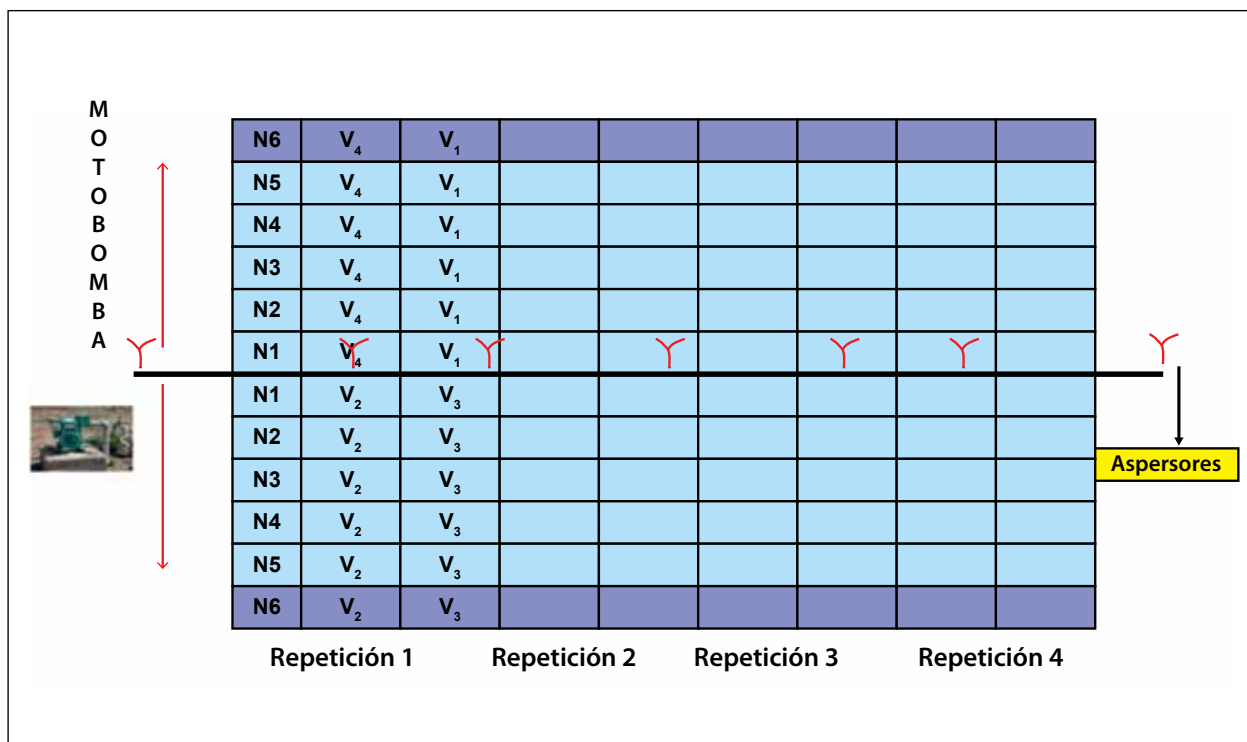 MOTOBOMBA
N6 V4 V1
N5 V4 V1
N4 V4 V1
N3 V4 V1
N2 V4 V1
N1 V4 V1
N1 V2 V3
N2 V2 V3
N3 V2 V3
N4 V2 V3
N5 V2 V3
N6 V2 V3
Aspersores
Repetición 1 Repetición 2 Repetición 3 Repetición 4